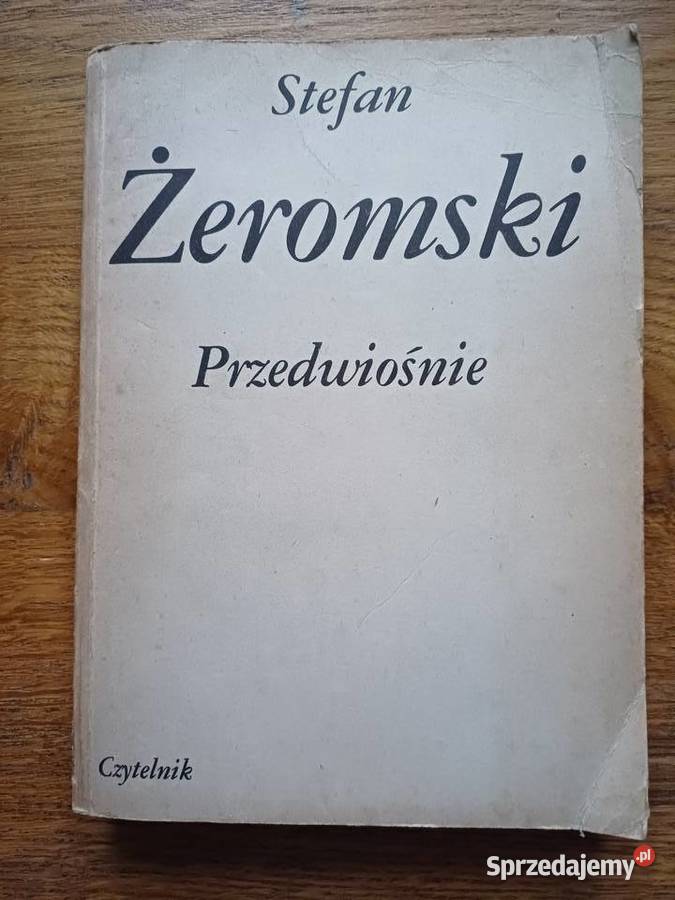 Stefan
Żeromski
Przedwiośnie
Czytelnik
Sprzedajemy.pl